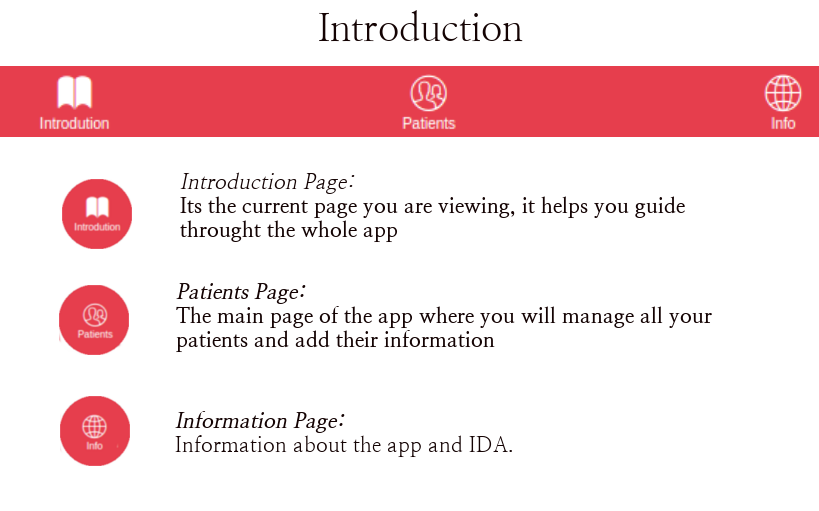 Introduction
Introdution
Patients
Info
Introdution
Introduction Page:
Its the current page you are viewing, it helps you guide
throught the whole app
Patients
Patients Page:
The main page of the app where you will manage all your
patients and add their information
Info
Information Page:
Information about the app and IDA.